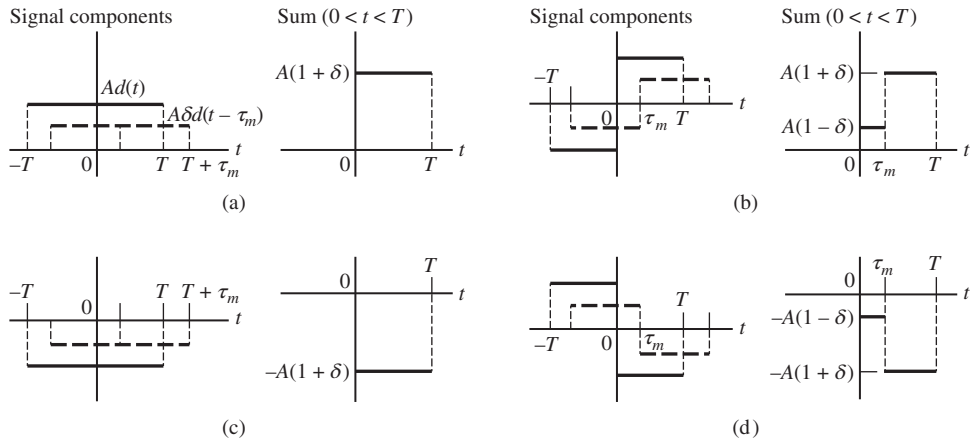 Signal components
Sum (0 < t < T)
Ad(t)
Aδd(t − τm)
−T
0
T
T + τm
t
A(1 + δ)
0
T
t
(a)
Signal components
Sum (0 < t < T)
−T
0
τm
T
t
A(1 + δ)
A(1 − δ)
0
τm
T
t
(b)
−T
0
T
T + τm
t
0
T
t
−A(1 + δ)
(c)
−T
0
τm
T
t
0
τm
T
t
−A(1 − δ)
−A(1 + δ)
(d)